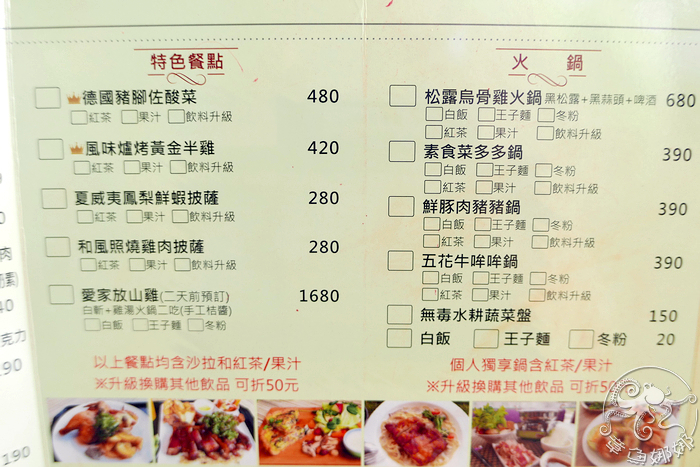 特色餐點
德國豬腳佐酸菜 480
紅茶 果汁 飲料升級
風味爐烤黃金半雞 420
紅茶 果汁 飲料升級
夏威夷鳳梨鮮蝦披薩 280
紅茶 果汁 飲料升級
和風照燒雞肉披薩 280
紅茶 果汁 飲料升級
愛家放山雞(二天前預訂) 1680
白斬+雞湯火鍋二吃(手工桔醬)
白飯 王子麵 冬粉
以上餐點均含沙拉和紅茶/果汁
※升級換購其他飲品 可折50元
火鍋
松露烏骨雞火鍋 黑松露+黑蒜頭+啤酒 680
白飯 王子麵 冬粉
紅茶 果汁 飲料升級
素食菜多多鍋 390
白飯 王子麵 冬粉
紅茶 果汁 飲料升級
鮮豚肉豬豬鍋 390
白飯 王子麵 冬粉
紅茶 果汁 飲料升級
五花牛哞哞鍋 390
白飯 王子麵 冬粉
紅茶 果汁 飲料升級
無毒水耕蔬菜盤 150
白飯 王子麵 冬粉 20
個人獨享鍋含紅茶/果汁
※升級換購其他飲品 可折50
肉
素)
40
克力
90
190
章魚娜娜